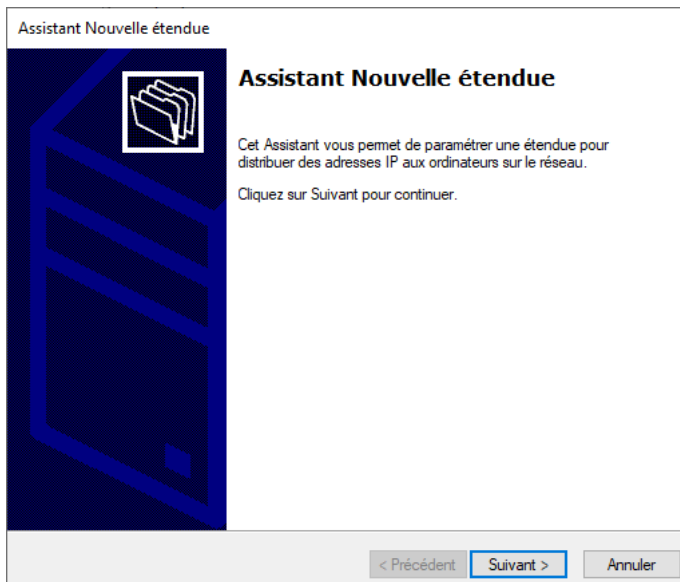 Assistant Nouvelle étendue
Assistant Nouvelle étendue
Cet Assistant vous permet de paramétrer une étendue pour
distribuer des adresses IP aux ordinateurs sur le réseau.
Cliquez sur Suivant pour continuer.
< Précédent Suivant > Annuler